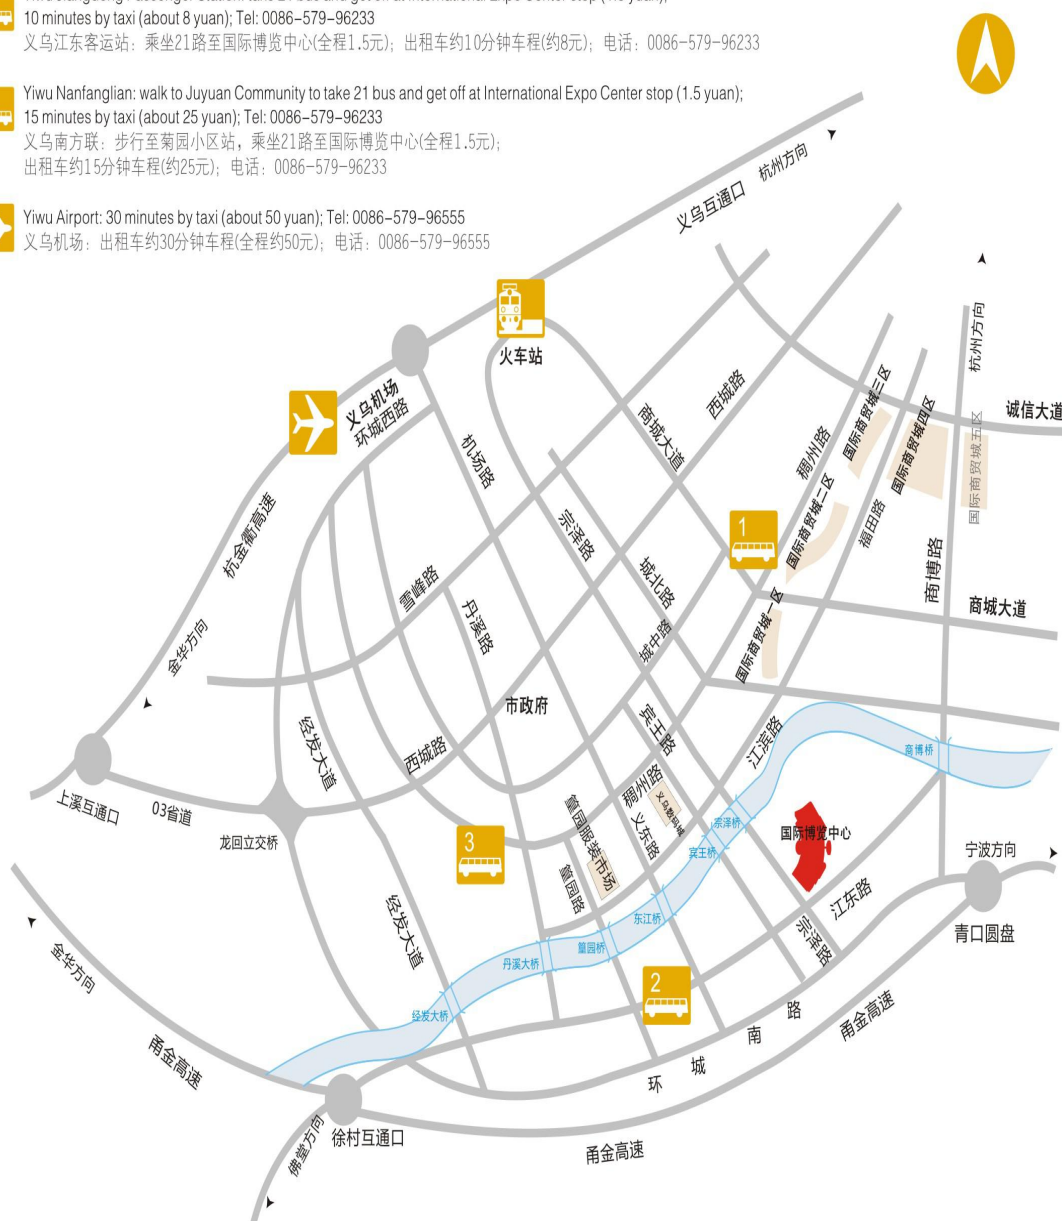 10 minutes by taxi (about 8 yuan); Tel: 0086-579-96233
义乌江东客运站：乘坐21路至国际博览中心(全程1.5元)；出租车约10分钟车程(约8元)；电话：0086-579-96233
Yiwu Nanfanglian: walk to Juyuan Community to take 21 bus and get off at International Expo Center stop (1.5 yuan);
15 minutes by taxi (about 25 yuan); Tel: 0086-579-96233
义乌南方联：步行至菊园小区站，乘坐21路至国际博览中心(全程1.5元)；
出租车约15分钟车程(约25元)；电话：0086-579-96233
Yiwu Airport: 30 minutes by taxi (about 50 yuan); Tel: 0086-579-96555
义乌机场：出租车约30分钟车程(全程约50元)；电话：0086-579-96555
杭州方向
义乌互通口
杭州方向
火车站
义乌机场
环城西路
西城路
商城大道
机场路
稠州路
国际商贸城三区
国际商贸城四区
国际商贸城五区
诚信大道
杭金衢高速
宗泽路
1
国际商贸城二区
福田路
商博路
雪峰路
丹溪路
城北路
城中路
国际商贸城一区
商城大道
金华方向
市政府
经发大道
西城路
宾王路
江滨路
商博桥
上溪互通口
03省道
龙回立交桥
稠州路
义乌数码城
篁园服装市场
义东路
宗泽桥
宾王桥
国际博览中心
3
宁波方向
篁园路
江东路
青口圆盘
经发大道
东江桥
篁园桥
丹溪大桥
宗泽路
金华方向
2
经发大桥
环城南路
甬金高速
甬金高速
徐村互通口
佛堂方向
甬金高速